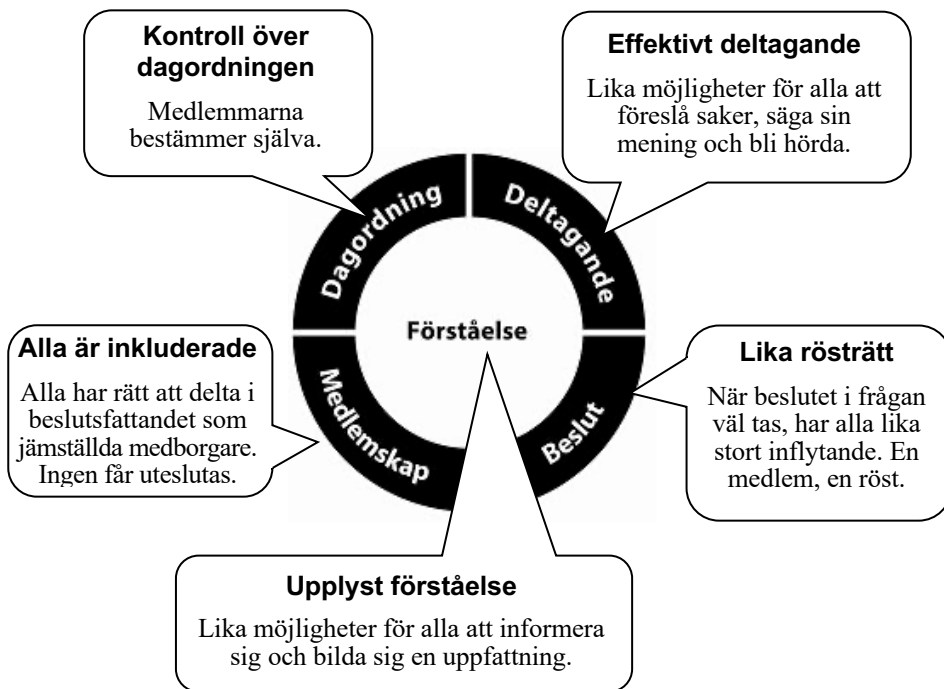 Kontroll över
dagordningen
Medlemmarna
bestämmer själva.
Effektivt deltagande
Lika möjligheter för alla att
föreslå saker, säga sin
mening och bli hörda.
Dagordning
Deltagande
Förståelse
Medlemskap
Beslut
Alla är inkluderade
Alla har rätt att delta i
beslutsfattandet som
jämställda medborgare.
Ingen får uteslutas.
Lika rösträtt
När beslutet i frågan
väl tas, har alla lika
stort inflytande. En
medlem, en röst.
Upplyst förståelse
Lika möjligheter för alla att informera
sig och bilda sig en uppfattning.